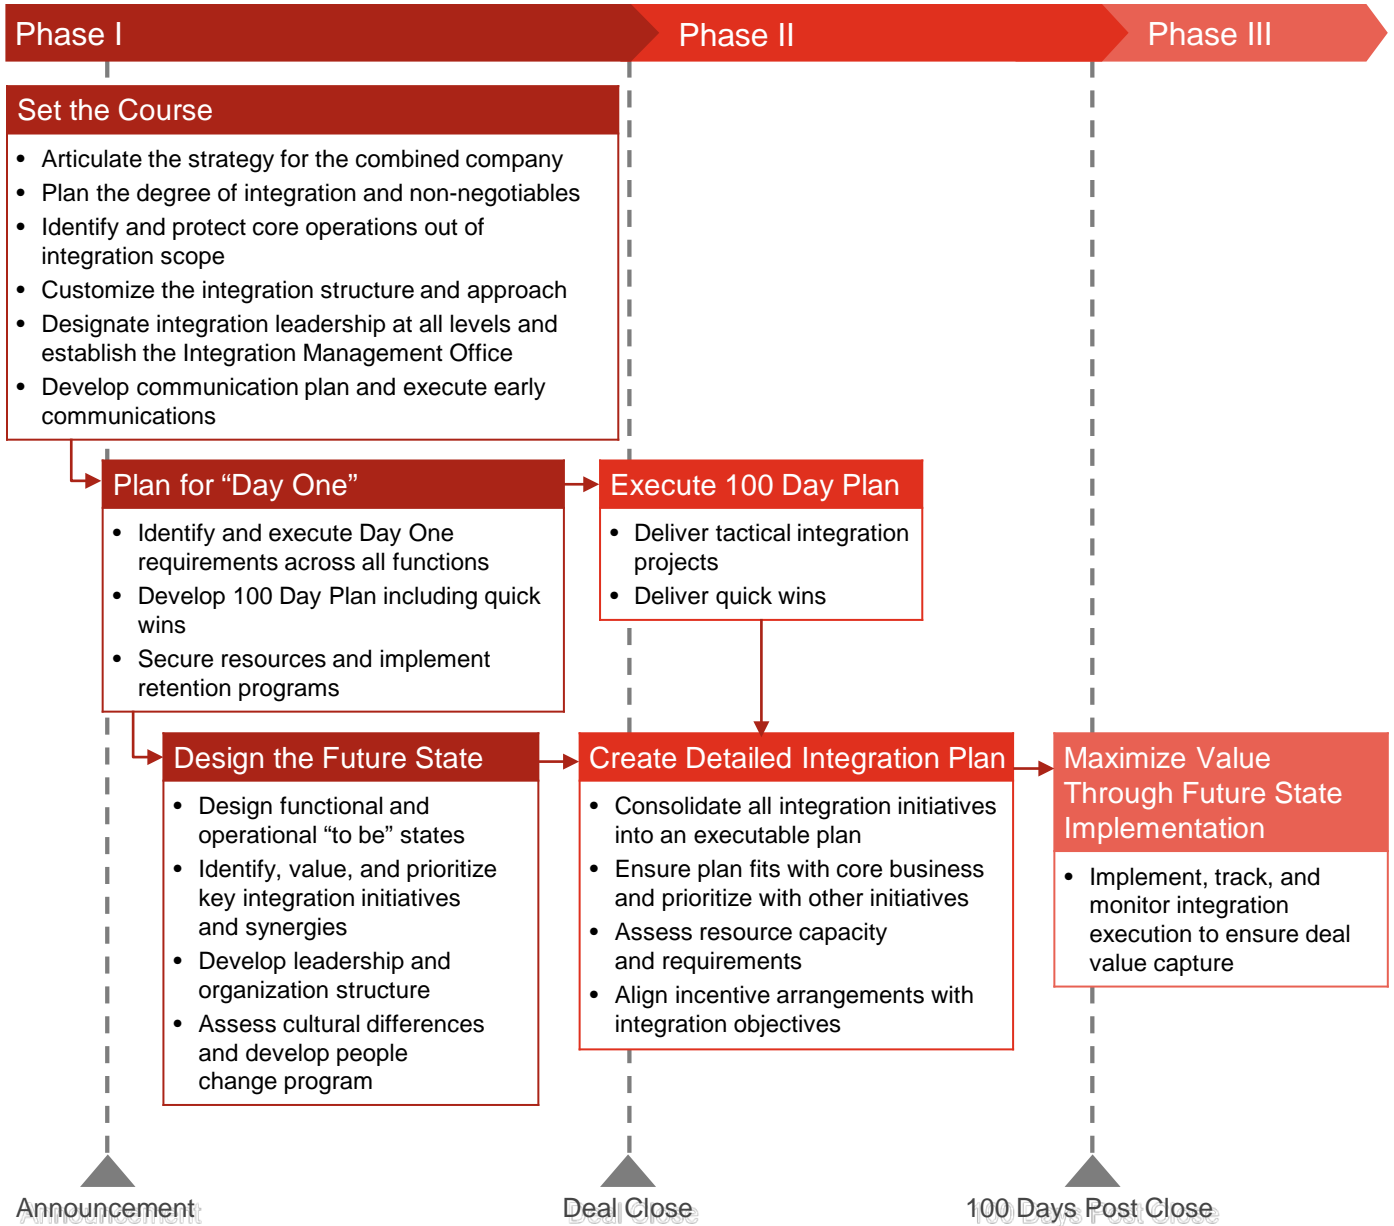 Phase I
Phase II
Phase III
Set the Course
• Articulate the strategy for the combined company
• Plan the degree of integration and non-negotiables
• Identify and protect core operations out of
integration scope
• Customize the integration structure and approach
• Designate integration leadership at all levels and
establish the Integration Management Office
• Develop communication plan and execute early
communications
Plan for “Day One”
• Identify and execute Day One
requirements across all functions
• Develop 100 Day Plan including quick
wins
• Secure resources and implement
retention programs
Execute 100 Day Plan
• Deliver tactical integration
projects
• Deliver quick wins
Design the Future State
• Design functional and
operational “to be” states
• Identify, value, and prioritize
key integration initiatives
and synergies
• Develop leadership and
organization structure
• Assess cultural differences
and develop people
change program
Create Detailed Integration Plan
• Consolidate all integration initiatives
into an executable plan
• Ensure plan fits with core business
and prioritize with other initiatives
• Assess resource capacity
and requirements
• Align incentive arrangements with
integration objectives
Maximize Value
Through Future State
Implementation
• Implement, track, and
monitor integration
execution to ensure deal
value capture
Announcement
Deal Close
100 Days Post Close